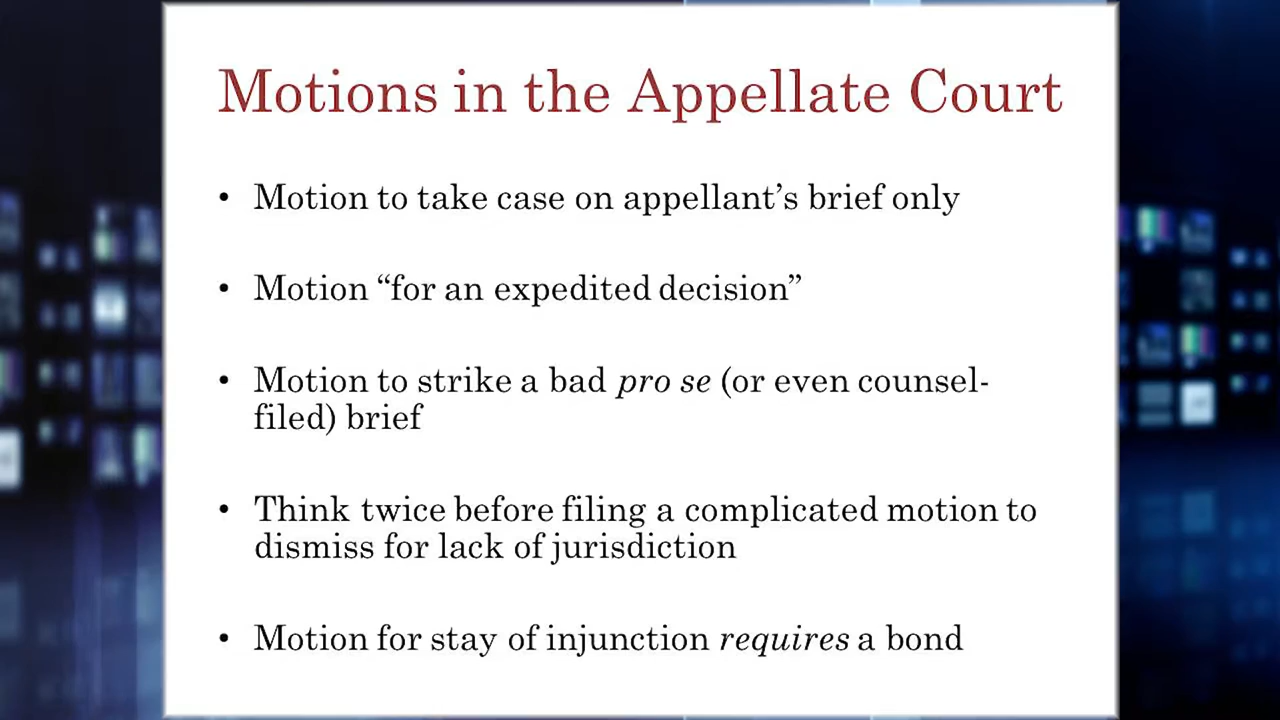 Motions in the Appellate Court
• Motion to take case on appellant’s brief only
• Motion “for an expedited decision”
• Motion to strike a bad pro se (or even counsel-
filed) brief
• Think twice before filing a complicated motion to
dismiss for lack of jurisdiction
• Motion for stay of injunction requires a bond